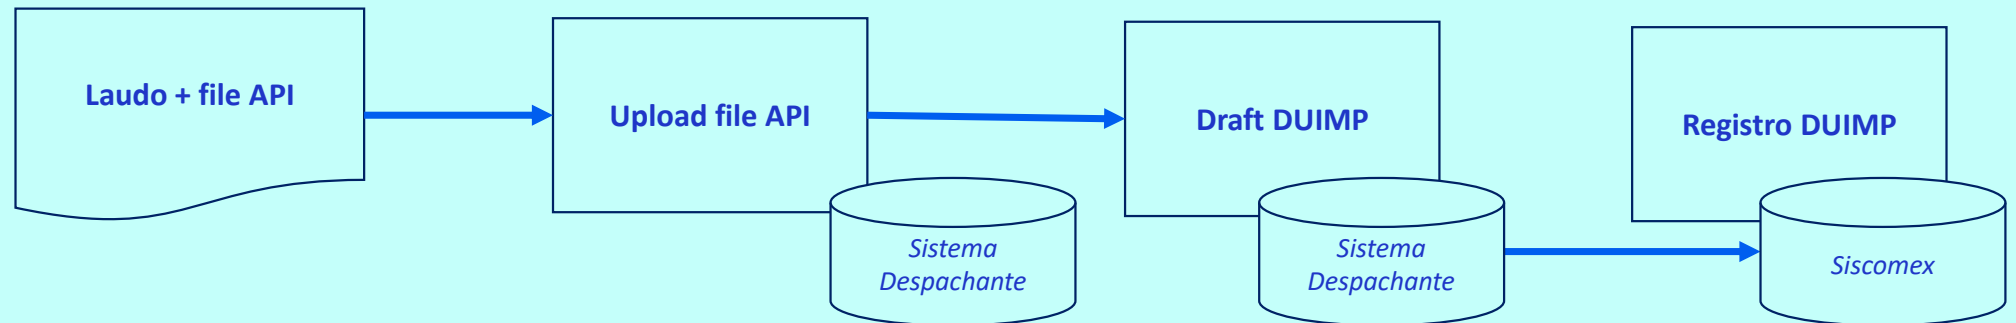 Laudo + file API
Upload file API
Sistema
Despachante
Draft DUIMP
Sistema
Despachante
Registro DUIMP
Siscomex